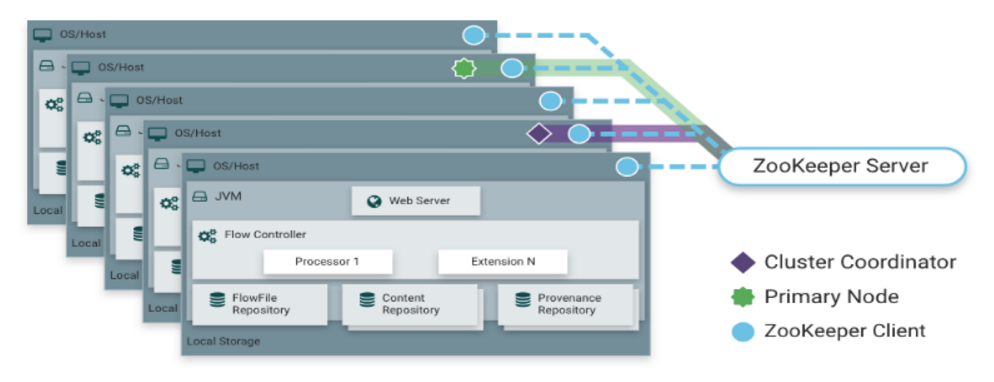 OS/Host
OS/Host
OS/Host
OS/Host
OS/Host
JVM
Web Server
Flow Controller
Processor 1
Extension N
FlowFile
Repository
Content
Repository
Provenance
Repository
Local Storage
Local
Local
Local
Local
ZooKeeper Server
Cluster Coordinator
Primary Node
ZooKeeper Client